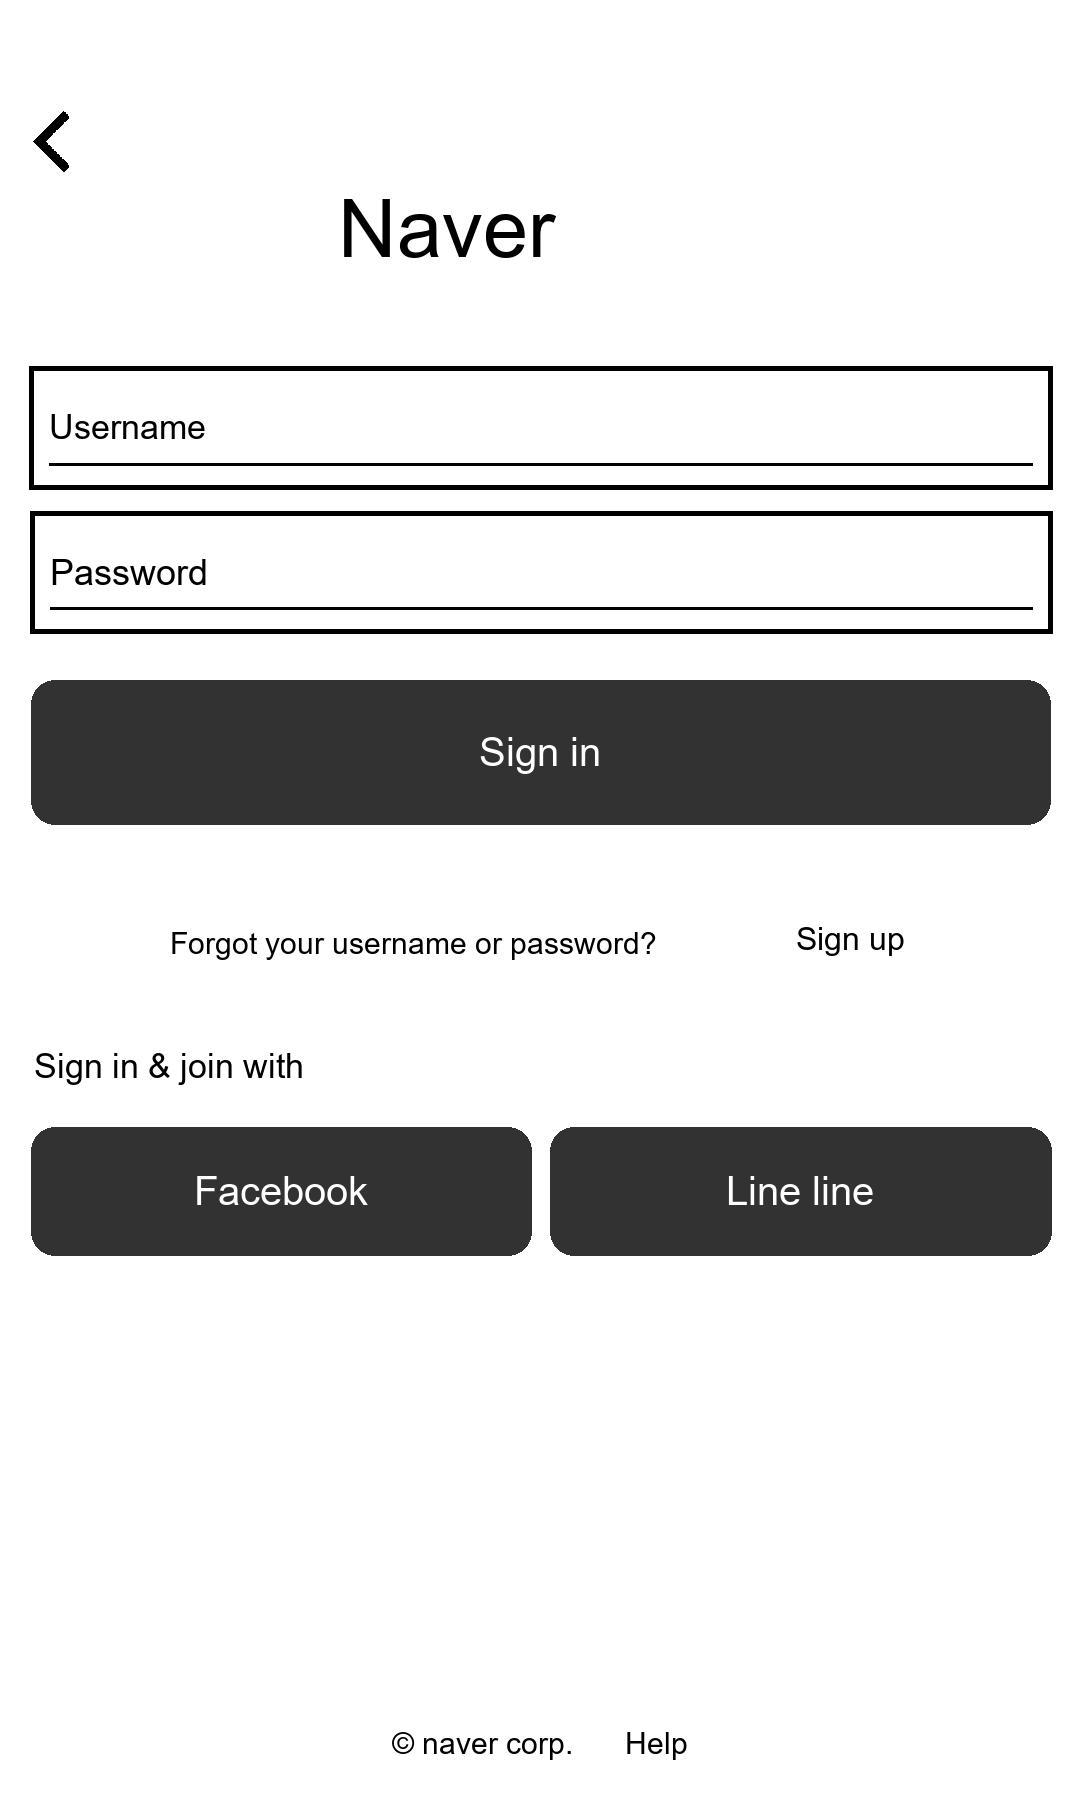 Naver
Username
Password
Sign in
Forgot your username or password?
Sign up
Sign in & join with
Facebook
Line line
© naver corp.
Help